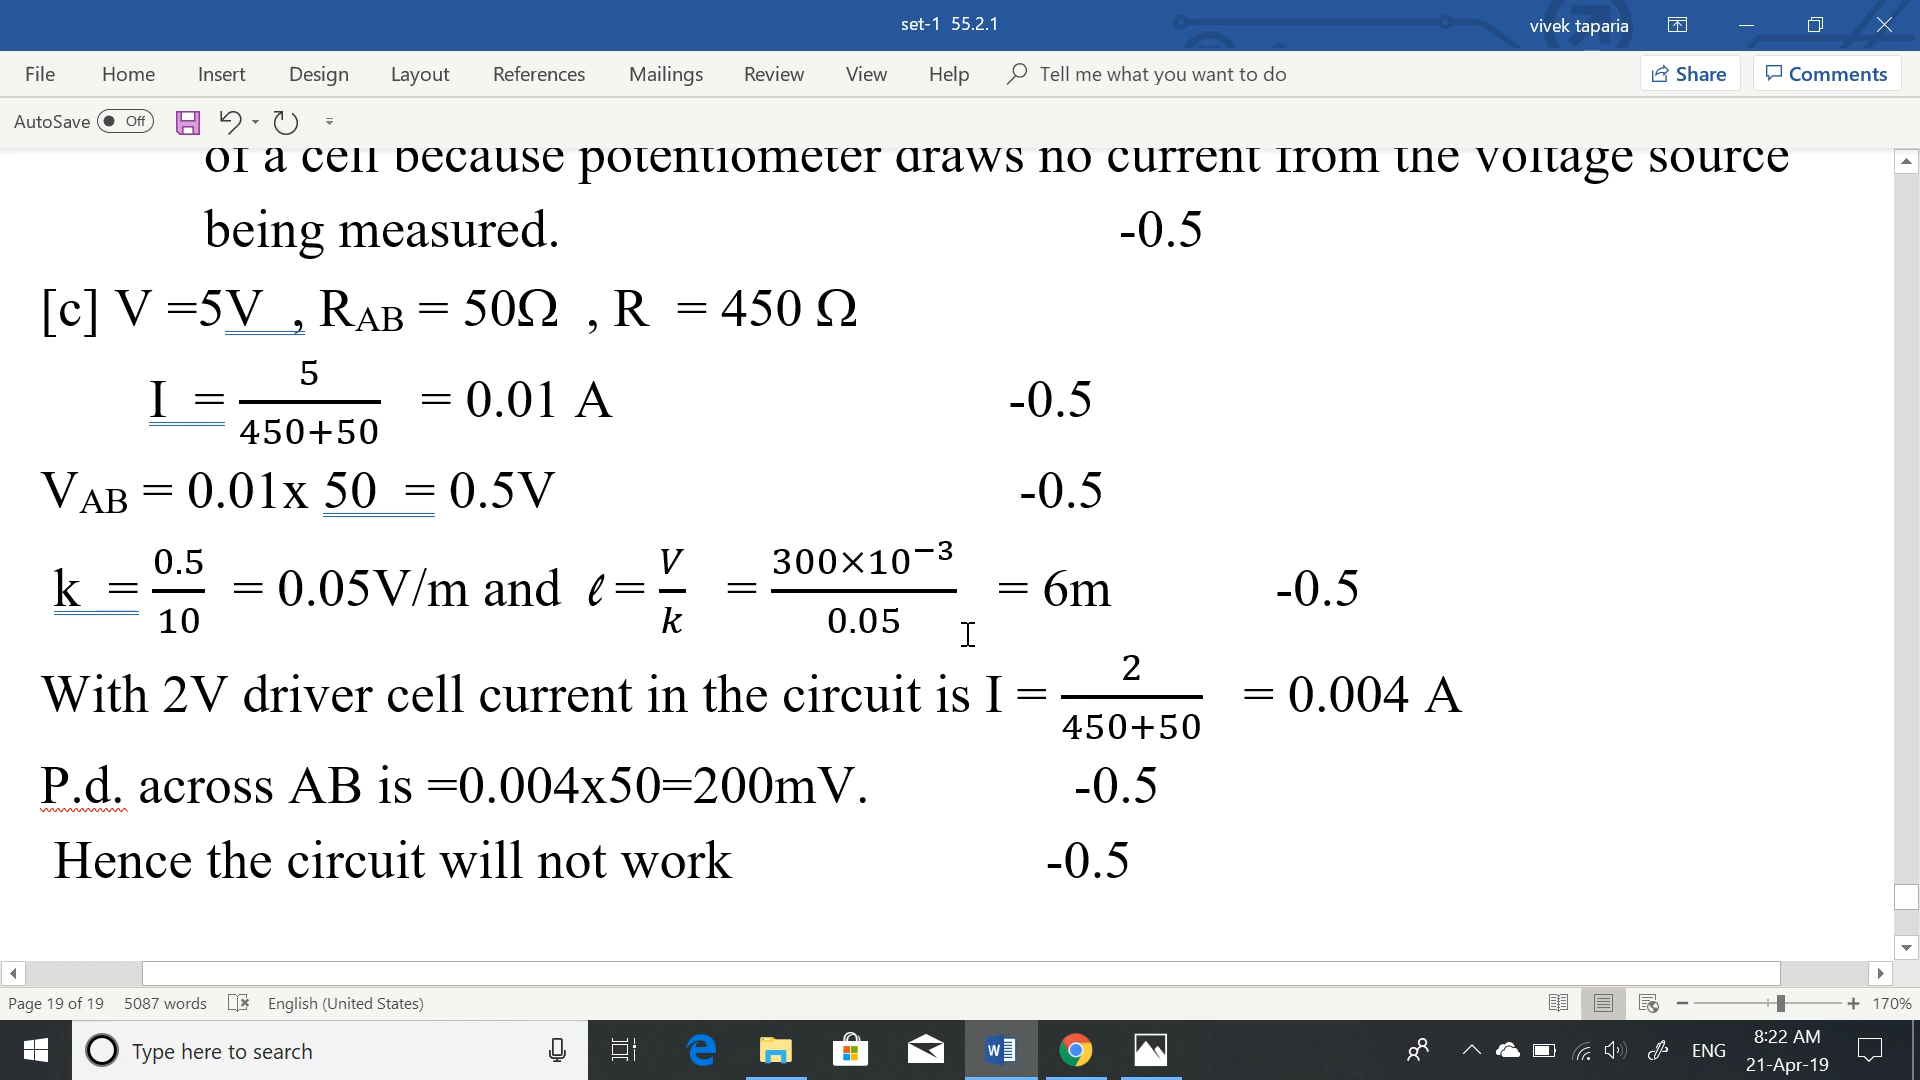 set-1 55.2.1
vivek taparia
File Home Insert Design Layout References Mailings Review View Help Tell me what you want to do Share Comments
AutoSave Off
of a cell because potentiometer draws no current from the voltage source
being measured. -0.5
[c] V =5V , R_AB = 50Ω , R = 450 Ω
I = 5/(450+50) = 0.01 A -0.5
V_AB = 0.01x 50 = 0.5V -0.5
k = 0.5/10 = 0.05V/m and ℓ = V/k = (300×10⁻³)/0.05 = 6m -0.5
With 2V driver cell current in the circuit is I = 2/(450+50) = 0.004 A
P.d. across AB is =0.004x50=200mV. -0.5
Hence the circuit will not work -0.5
Page 19 of 19 5087 words English (United States) 170%
Type here to search ENG 8:22 AM
21-Apr-19